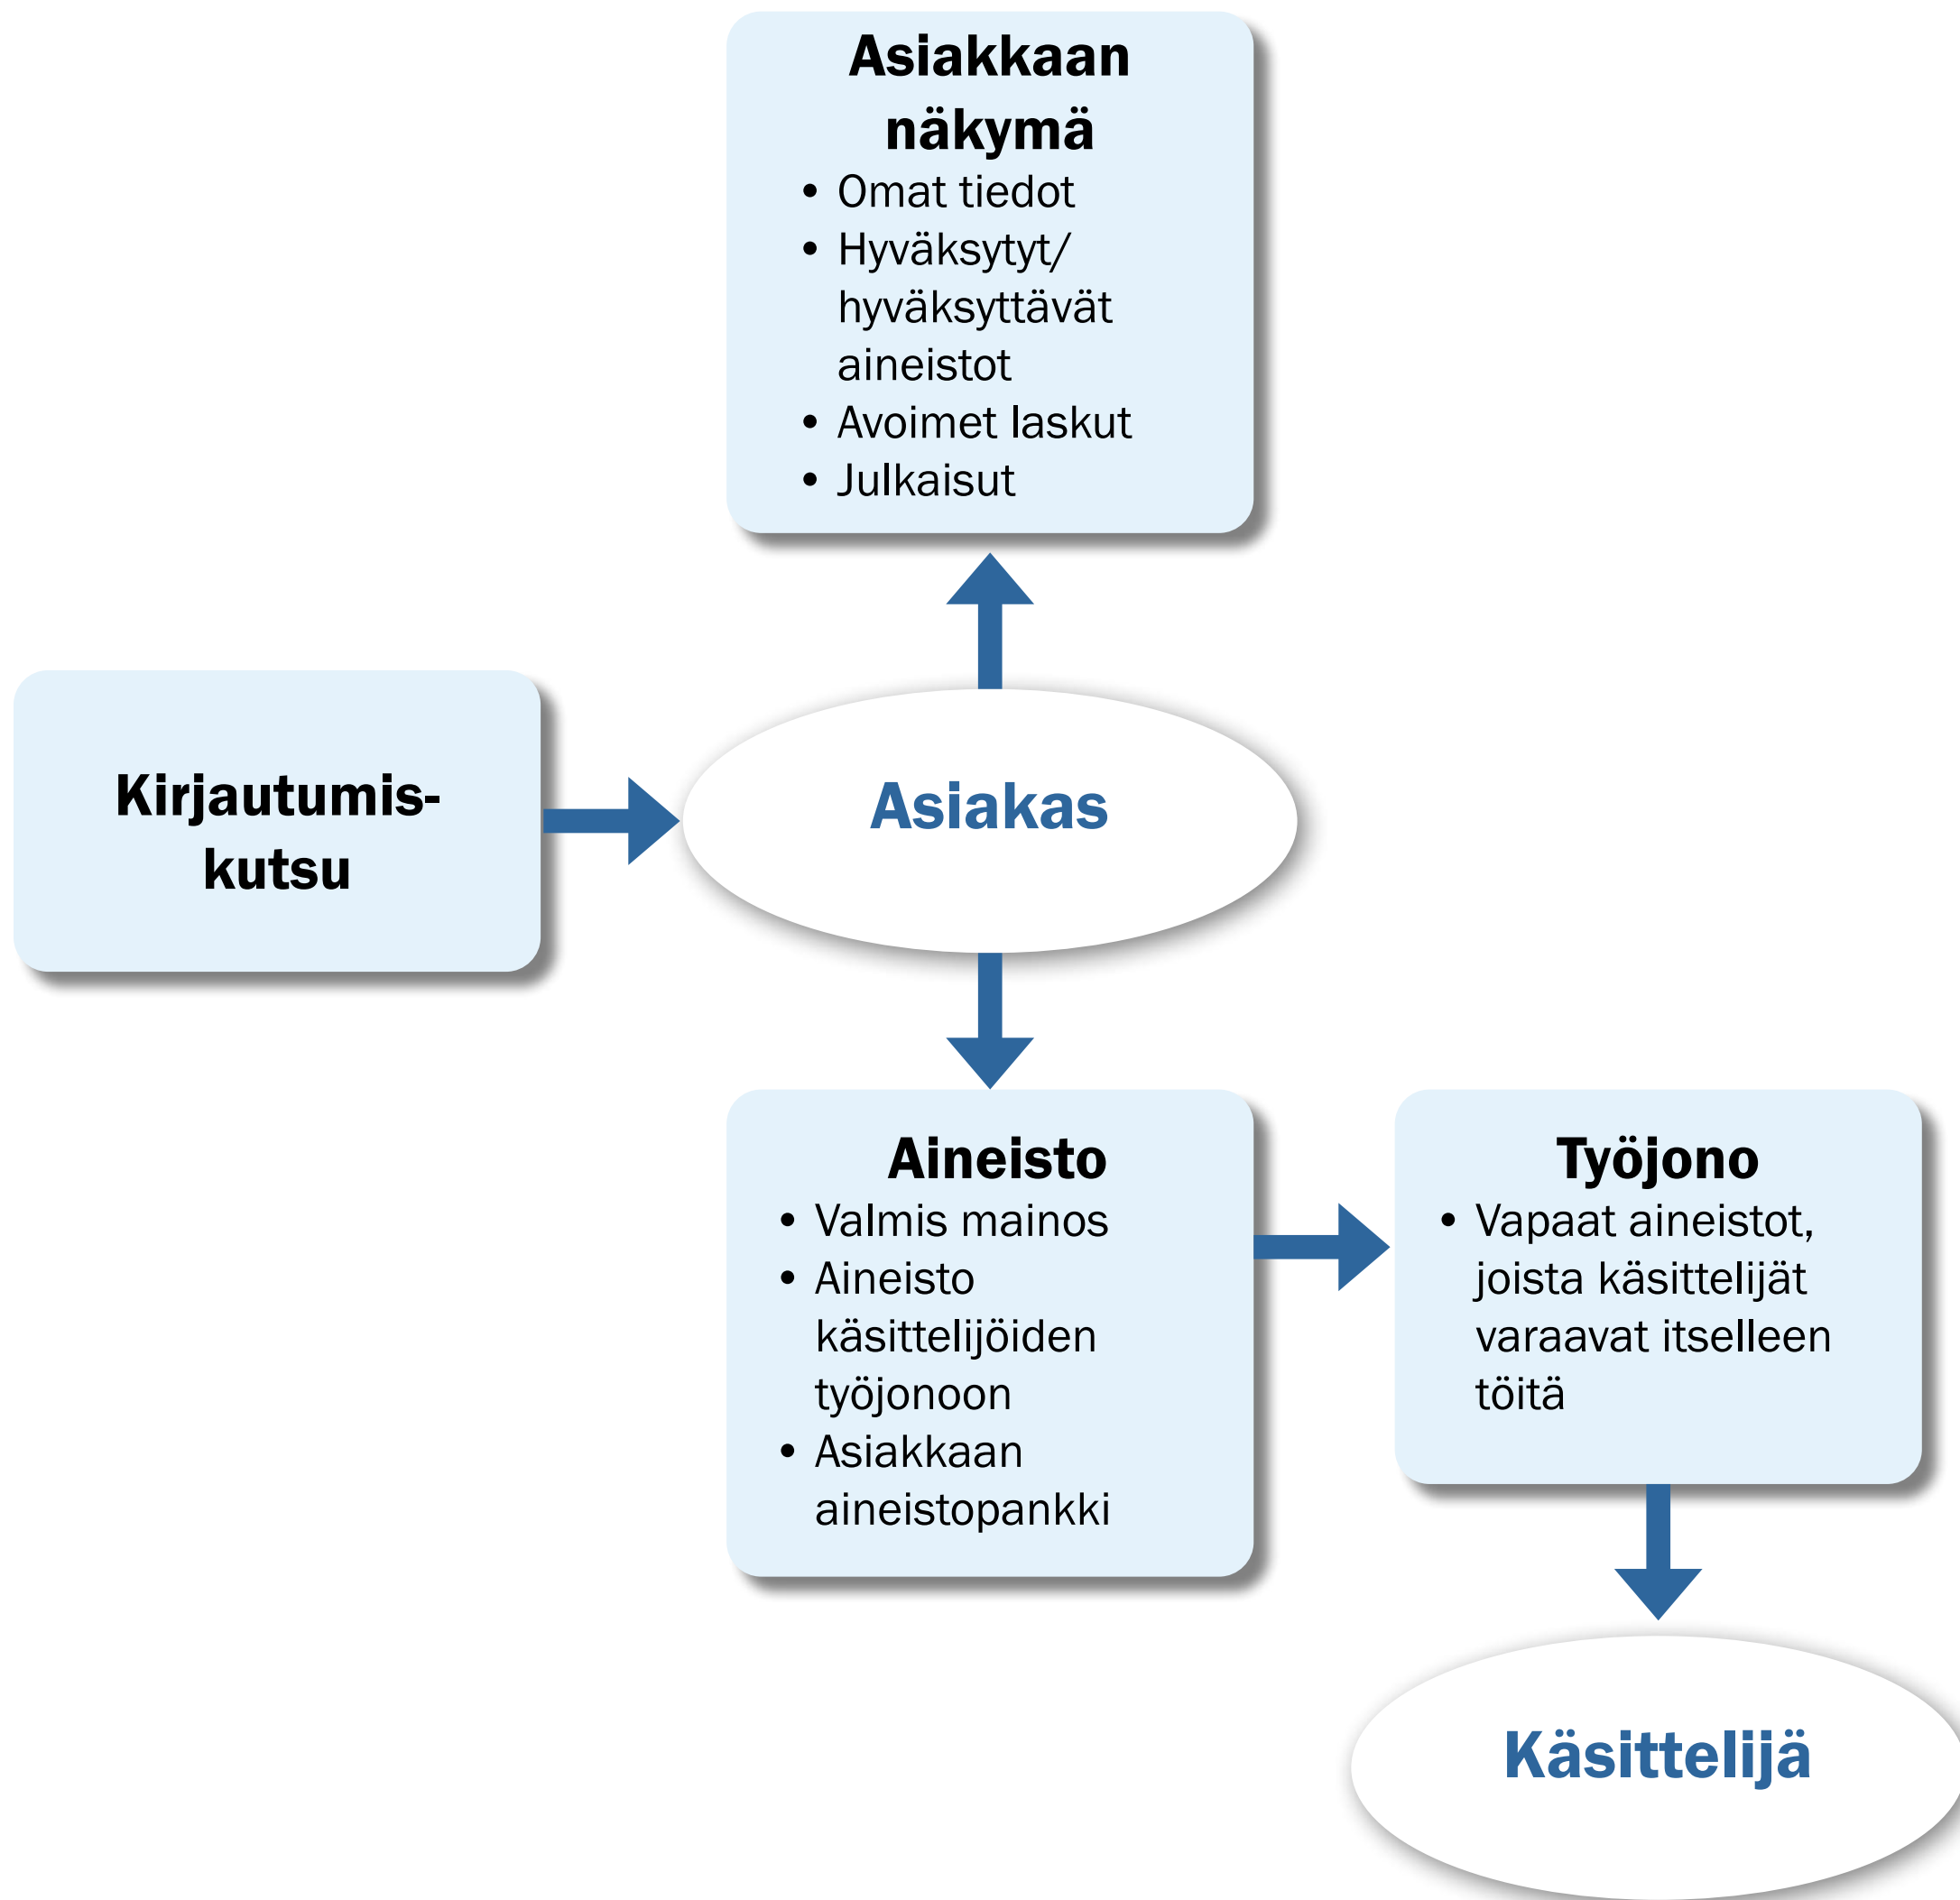 Asiakkaan
näkymä
• Omat tiedot
• Hyväksytyt/
hyväksyttävät
aineistot
• Avoimet laskut
• Julkaisut
Kirjautumis-
kutsu
Asiakas
Aineisto
• Valmis mainos
• Aineisto
käsittelijöiden
työjonoon
• Asiakkaan
aineistopankki
Työjono
• Vapaat aineistot,
joista käsittelijät
varaavat itselleen
töitä
Käsittelijä